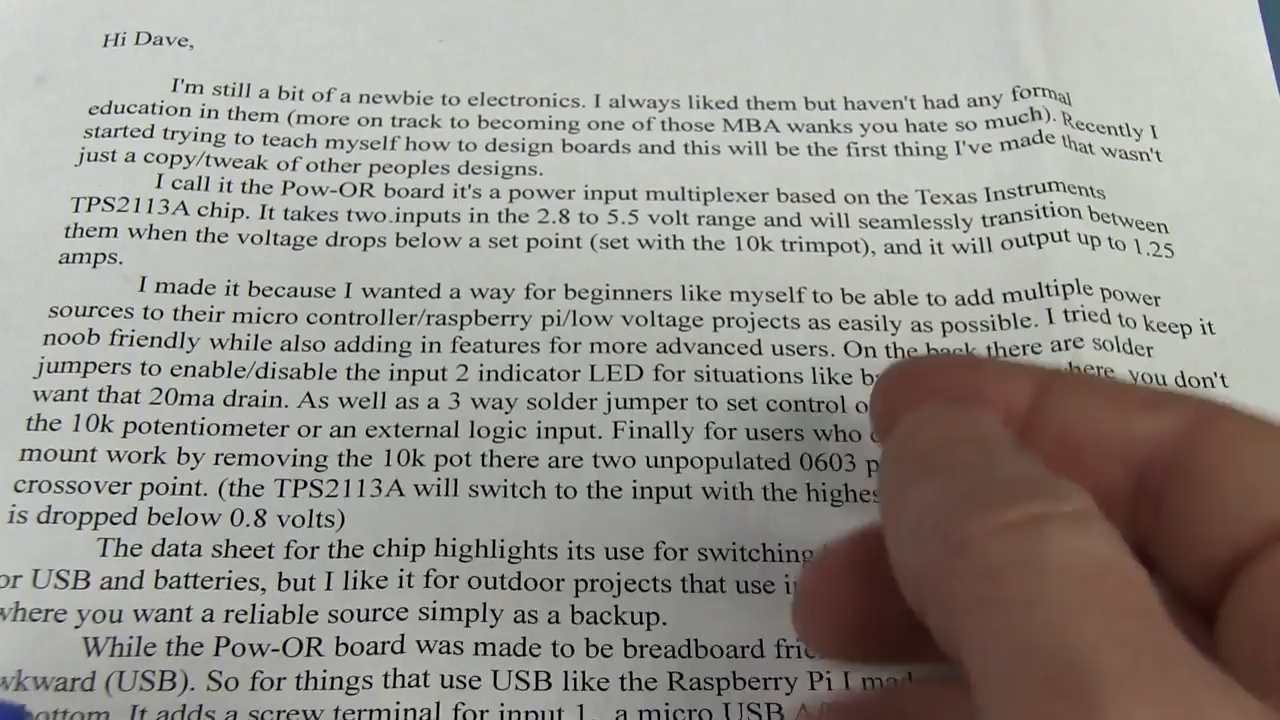 Hi Dave,
I'm still a bit of a newbie to electronics. I always liked them but haven't had any formal
education in them (more on track to becoming one of those MBA wanks you hate so much). Recently I
started trying to teach myself how to design boards and this will be the first thing I've made that wasn't
just a copy/tweak of other peoples designs.
I call it the Pow-OR board it's a power input multiplexer based on the Texas Instruments
TPS2113A chip. It takes two inputs in the 2.8 to 5.5 volt range and will seamlessly transition between
them when the voltage drops below a set point (set with the 10k trimpot), and it will output up to 1.25
amps.
I made it because I wanted a way for beginners like myself to be able to add multiple power
sources to their micro controller/raspberry pi/low voltage projects as easily as possible. I tried to keep it
noob friendly while also adding in features for more advanced users. On the back there are solder
jumpers to enable/disable the input 2 indicator LED for situations like you don't
want that 20ma drain. As well as a 3 way solder jumper to set control
the 10k potentiometer or an external logic input. Finally for users who
mount work by removing the 10k pot there are two unpopulated 0603
crossover point. (the TPS2113A will switch to the input with the
is dropped below 0.8 volts)
The data sheet for the chip highlights its use for switching
or USB and batteries, but I like it for outdoor projects that use
where you want a reliable source simply as a backup.
While the Pow-OR board was made to be breadboard
(USB). So for things that use USB like the Raspberry Pi I
bottom. It adds a screw terminal for input 1, a micro USB